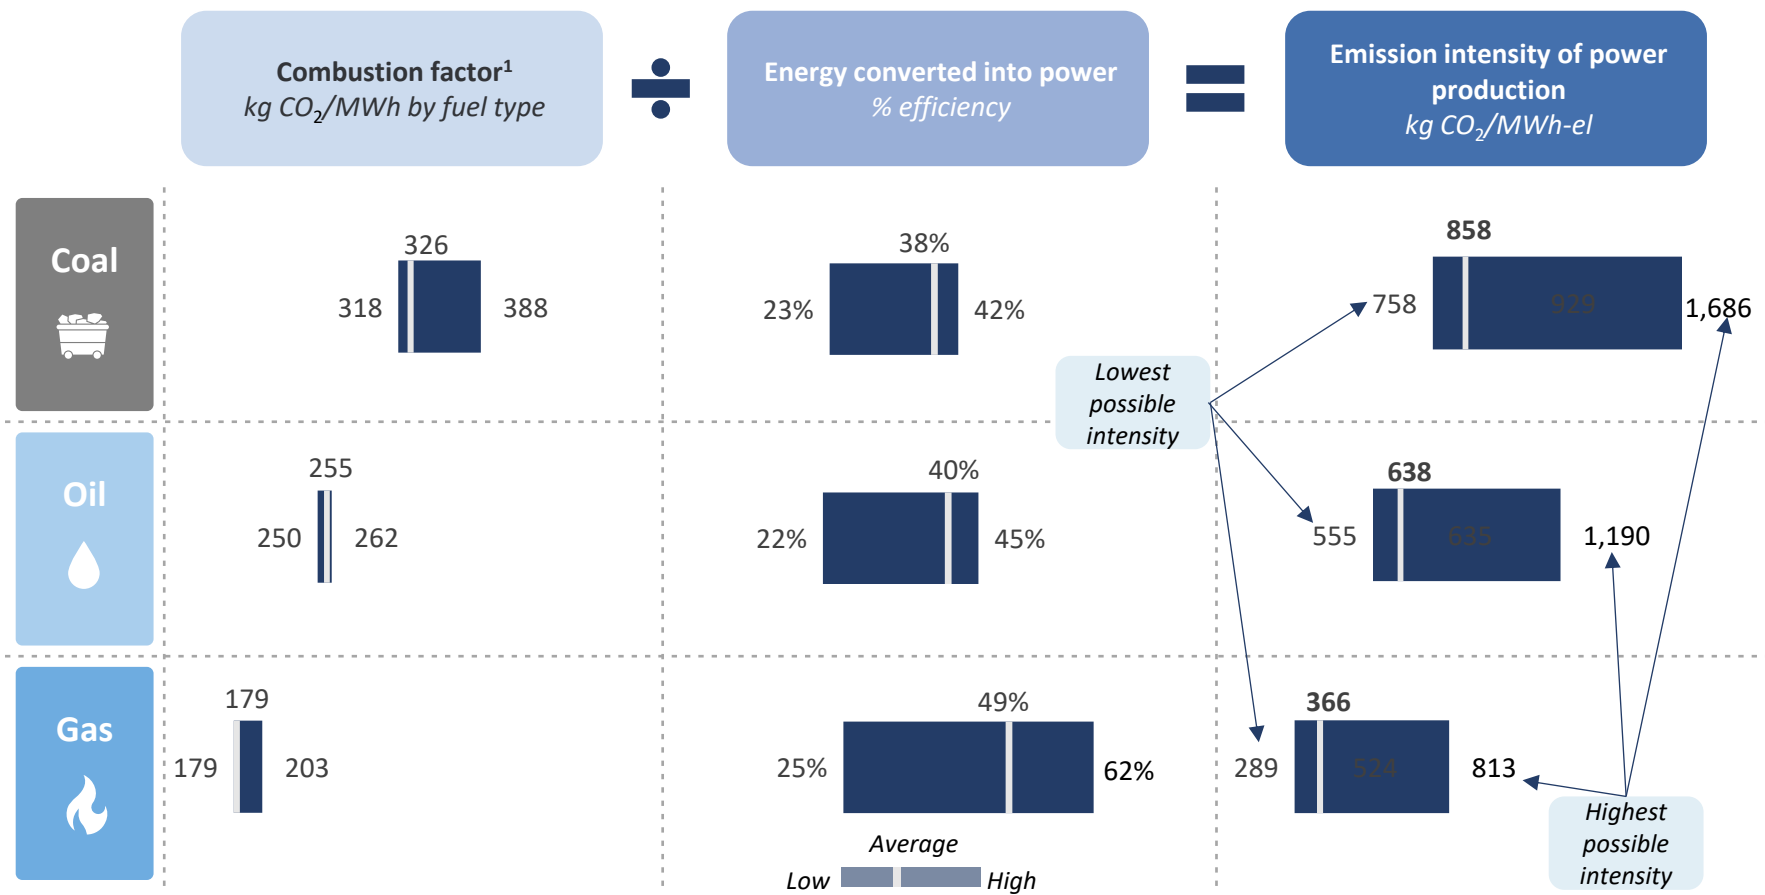 Combustion factor¹
kg CO₂/MWh by fuel type
Energy converted into power
% efficiency
Emission intensity of power
production
kg CO₂/MWh-el
Coal
326
318
388
38%
23%
42%
858
758
929
1,686
Lowest
possible
intensity
Oil
255
250
262
40%
22%
45%
638
555
635
1,190
Gas
179
179
203
49%
25%
62%
366
289
524
813
Highest
possible
intensity
Average
Low
High